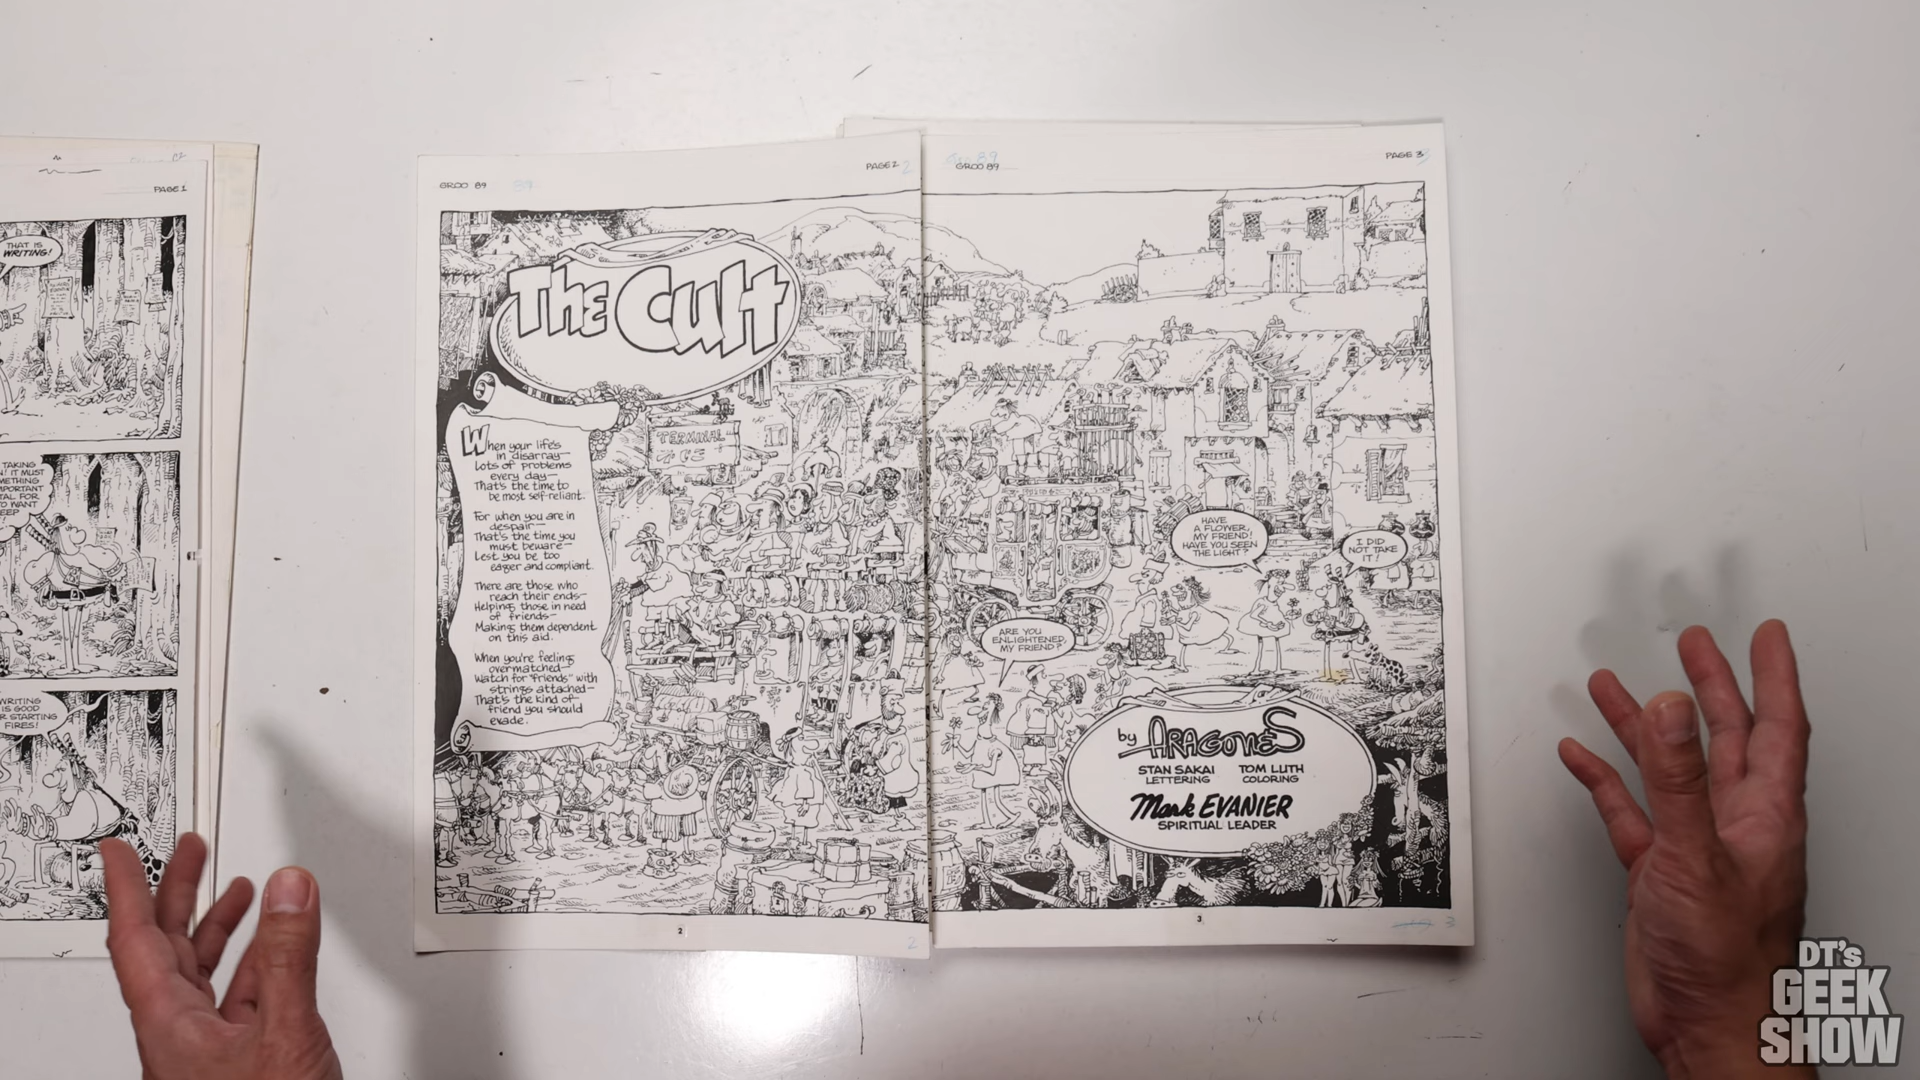 PAGE 1
THAT IS
WRITING!
TAKING
IT MUST
WANT
WRITING
IS GOOD
STARTING
FIRES!
GROO 89
PAGE 2 2
The Cult
When your life's
in disarray—
Lots of problems
every day—
That's the time to
be most self-reliant.
For when you are in
despair—
That's the time you
must beware—
Lest you be too
eager and compliant.
There are those who
reach their ends—
Helping those in need
of friends—
Making them dependent
on this aid.
When you're feeling
overmatched—
Watch for "friends" with
strings attached—
That's the kind of
friend you should
evade.
TERMINAL
2
2
GROO 89
PAGE 3
HAVE
A FLOWER,
MY FRIEND!
HAVE YOU SEEN
THE LIGHT?
I DID
NOT TAKE
IT!
ARE YOU
ENLIGHTENED,
MY FRIEND?
by ARAGONES
STAN SAKAI TOM LUTH
LETTERING COLORING
Mark EVANIER
SPIRITUAL LEADER
3
3
DT's
GEEK
SHOW